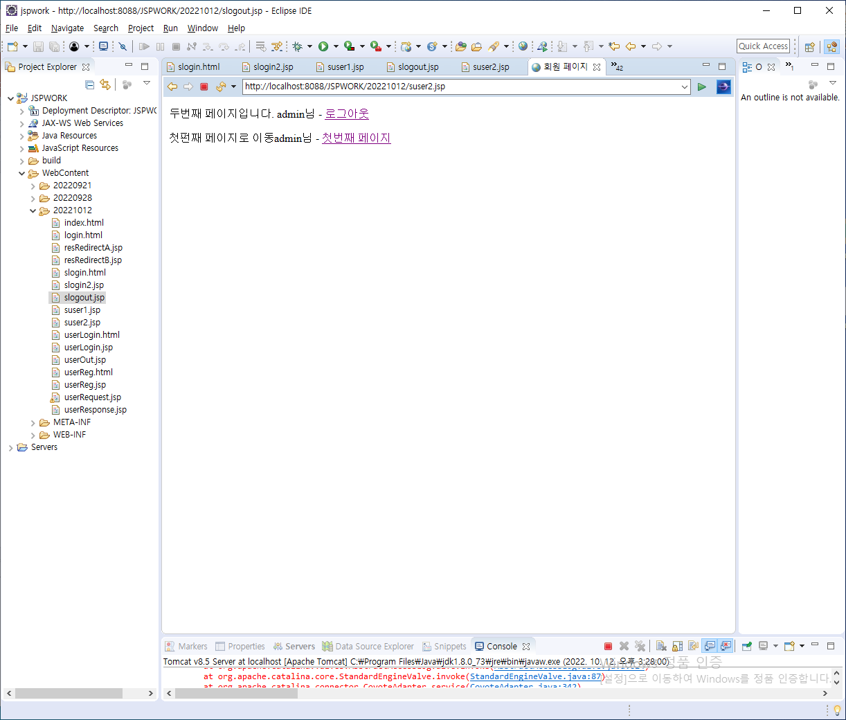 jspwork - http://localhost:8088/JSPWORK/20221012/slogout.jsp - Eclipse IDE
File Edit Navigate Search Project Run Window Help
Quick Access
Project Explorer
slogin.html slogin2.jsp suser1.jsp slogout.jsp suser2.jsp 회원 페이지 »42
O »1
http://localhost:8088/JSPWORK/20221012/suser2.jsp
An outline is not available.
JSPWORK
Deployment Descriptor: JSPWO
JAX-WS Web Services
Java Resources
JavaScript Resources
build
WebContent
20220921
20220928
20221012
index.html
login.html
resRedirectA.jsp
resRedirectB.jsp
slogin.html
slogin2.jsp
slogout.jsp
suser1.jsp
suser2.jsp
userLogin.html
userLogin.jsp
userOut.jsp
userReg.html
userReg.jsp
userRequest.jsp
userResponse.jsp
META-INF
WEB-INF
Servers
두번째 페이지입니다. admin님 - 로그아웃
첫편째 페이지로 이동admin님 - 첫번째 페이지
Markers Properties Servers Data Source Explorer Snippets Console
Tomcat v8.5 Server at localhost [Apache Tomcat] C:₩Program Files₩Java₩jdk1.8.0_73₩jre₩bin₩javaw.exe (2022. 10. 12. 오후 3:28:00)
정품 인증
at org.apache.catalina.core.StandardEngineValve.invoke(StandardEngineValve.java:87)
[설정]으로 이동하여 Windows를 정품 인증합니다.
at org.apache.catalina.connector.CoyoteAdapter.service(CoyoteAdapter.java:342)